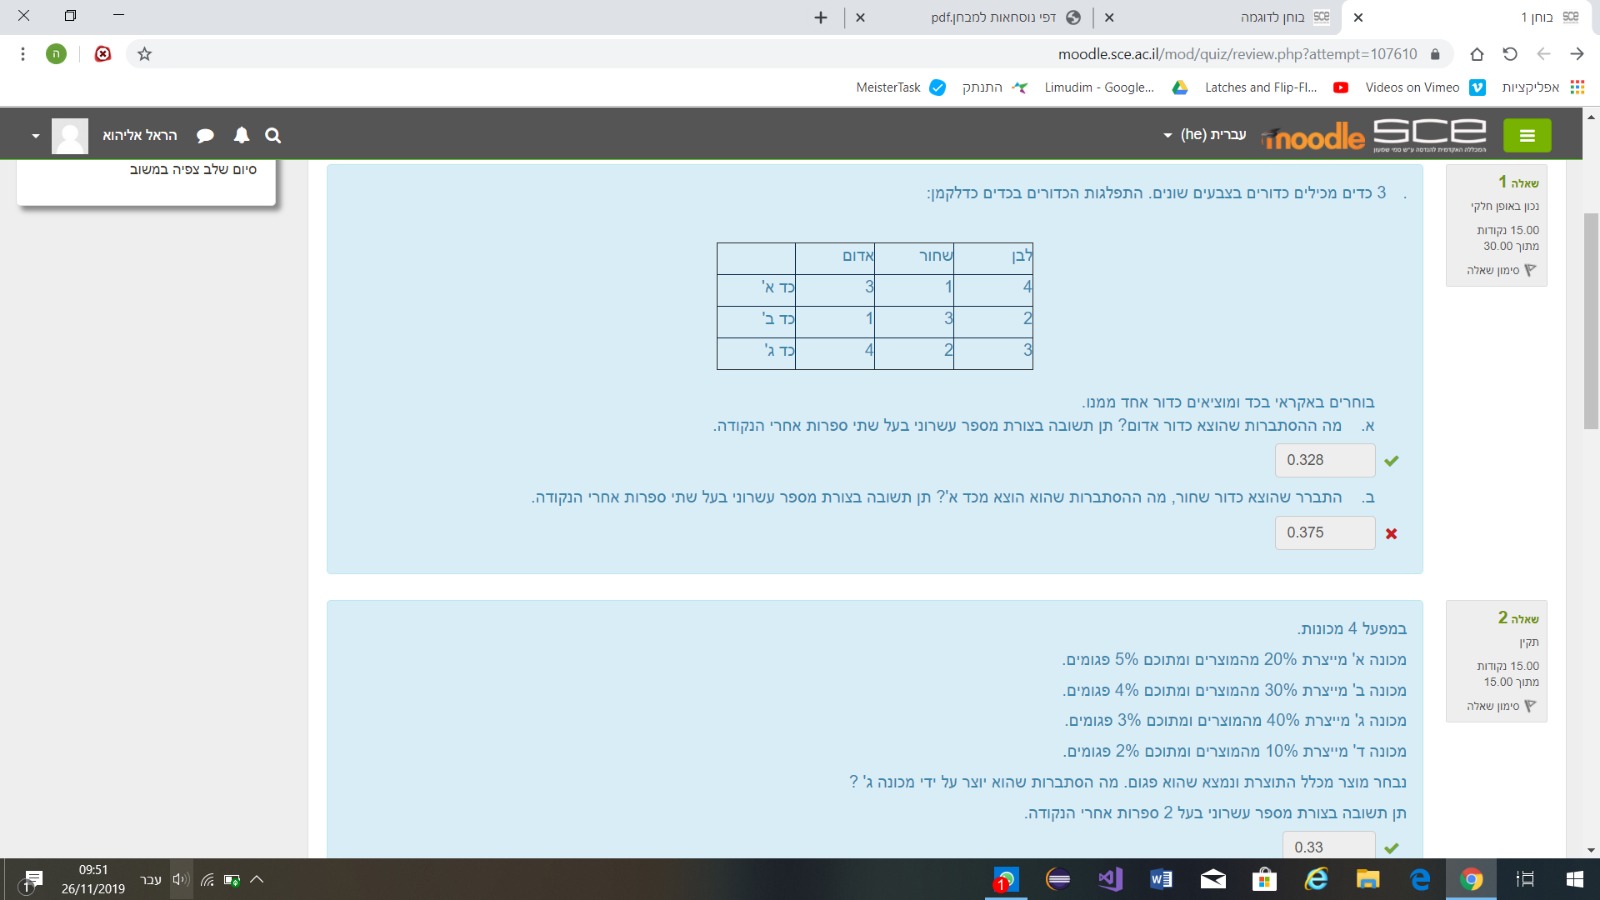 בוחן 1
בוחן לדוגמה
דפי נוסחאות למבחן.pdf
moodle.sce.ac.il/mod/quiz/review.php?attempt=107610
ה
אפליקציות
Videos on Vimeo
Latches and Flip-Fl...
Limudim - Google...
התנתק
MeisterTask
sce
המכללה האקדמית להנדסה ע"ש סמי שמעון
moodle
עברית (he)
הראל אליהוא
סיום שלב צפיה במשוב
שאלה 1
נכון באופן חלקי
15.00 נקודות
מתוך 30.00
סימון שאלה
. 3 כדים מכילים כדורים בצבעים שונים. התפלגות הכדורים בכדים כדלקמן:
לבן שחור אדום
4 1 3 כד א'
2 3 1 כד ב'
3 2 4 כד ג'
בוחרים באקראי בכד ומוציאים כדור אחד ממנו.
א. מה ההסתברות שהוצא כדור אדום? תן תשובה בצורת מספר עשרוני בעל שתי ספרות אחרי הנקודה.
0.328
ב. התברר שהוצא כדור שחור, מה ההסתברות שהוא הוצא מכד א'? תן תשובה בצורת מספר עשרוני בעל שתי ספרות אחרי הנקודה.
0.375
שאלה 2
תקין
15.00 נקודות
מתוך 15.00
סימון שאלה
במפעל 4 מכונות.
מכונה א' מייצרת 20% מהמוצרים ומתוכם 5% פגומים.
מכונה ב' מייצרת 30% מהמוצרים ומתוכם 4% פגומים.
מכונה ג' מייצרת 40% מהמוצרים ומתוכם 3% פגומים.
מכונה ד' מייצרת 10% מהמוצרים ומתוכם 2% פגומים.
נבחר מוצר מכלל התוצרת ונמצא שהוא פגום. מה הסתברות שהוא יוצר על ידי מכונה ג' ?
תן תשובה בצורת מספר עשרוני בעל 2 ספרות אחרי הנקודה.
0.33
09:51
26/11/2019
עבר
1
1